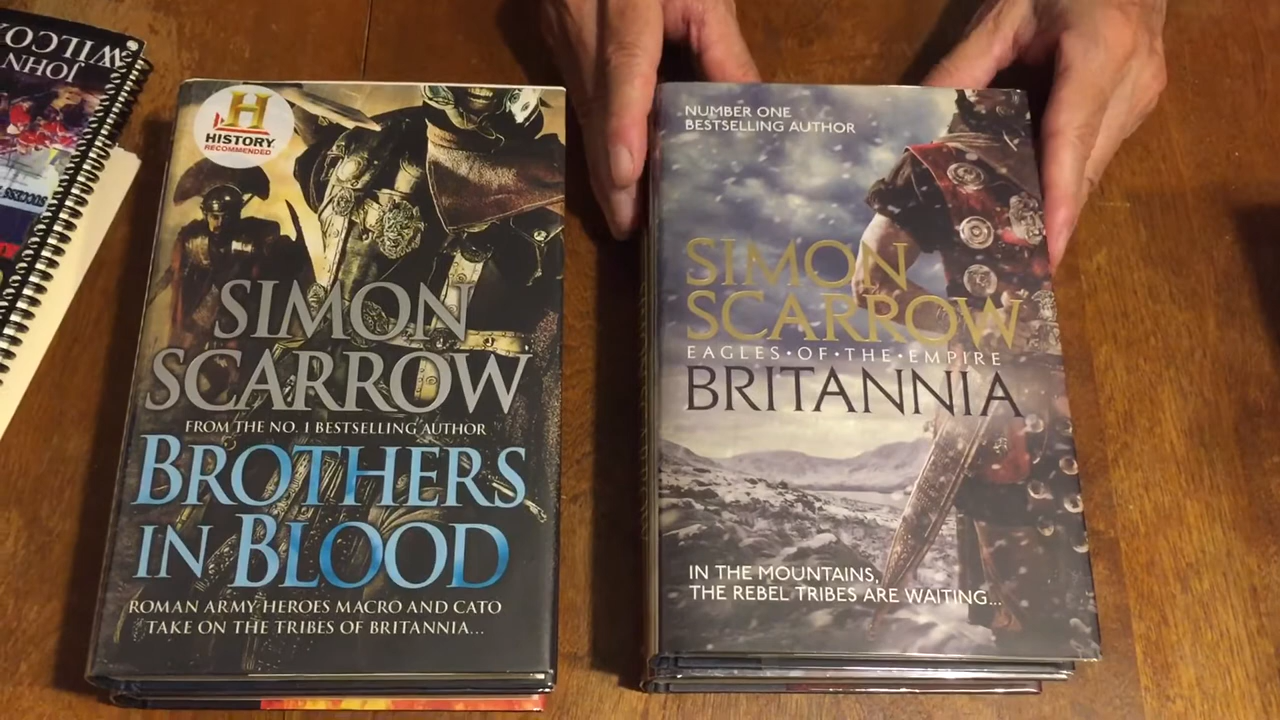 WILCOX
JOHN
H
HISTORY
RECOMMENDED
SIMON
SCARROW
FROM THE NO. 1 BESTSELLING AUTHOR
BROTHERS
IN BLOOD
ROMAN ARMY HEROES MACRO AND CATO
TAKE ON THE TRIBES OF BRITANNIA...
NUMBER ONE
BESTSELLING AUTHOR
SIMON
SCARROW
EAGLES•OF•THE•EMPIRE
BRITANNIA
IN THE MOUNTAINS,
THE REBEL TRIBES ARE WAITING...